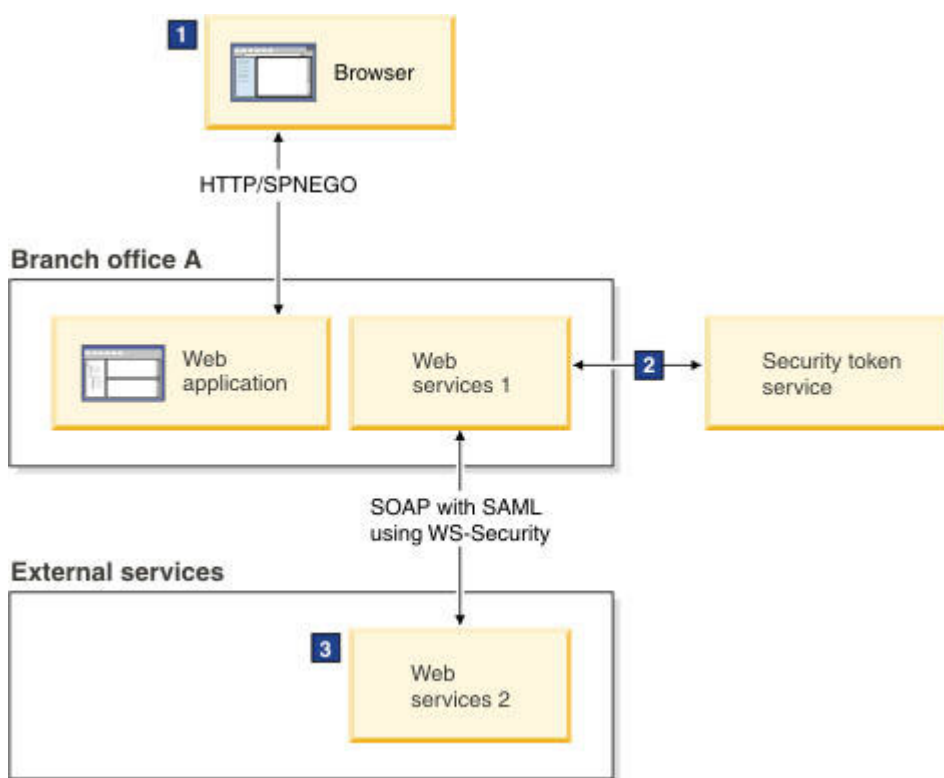 1
Browser
HTTP/SPNEGO
Branch office A
Web
application
Web
services 1
2
Security token
service
SOAP with SAML
using WS-Security
External services
3
Web
services 2